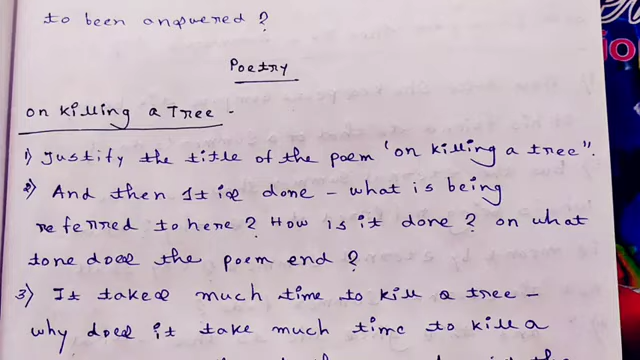 to been answered ?
Poetry
on killing a Tree -
1) Justify the title of the poem "on killing a tree".
2) And then It is done - what is being
referred to here ? How is it done ? on what
tone does the poem end ?
3) It takes much time to kill a tree -
why does it take much time to kill a